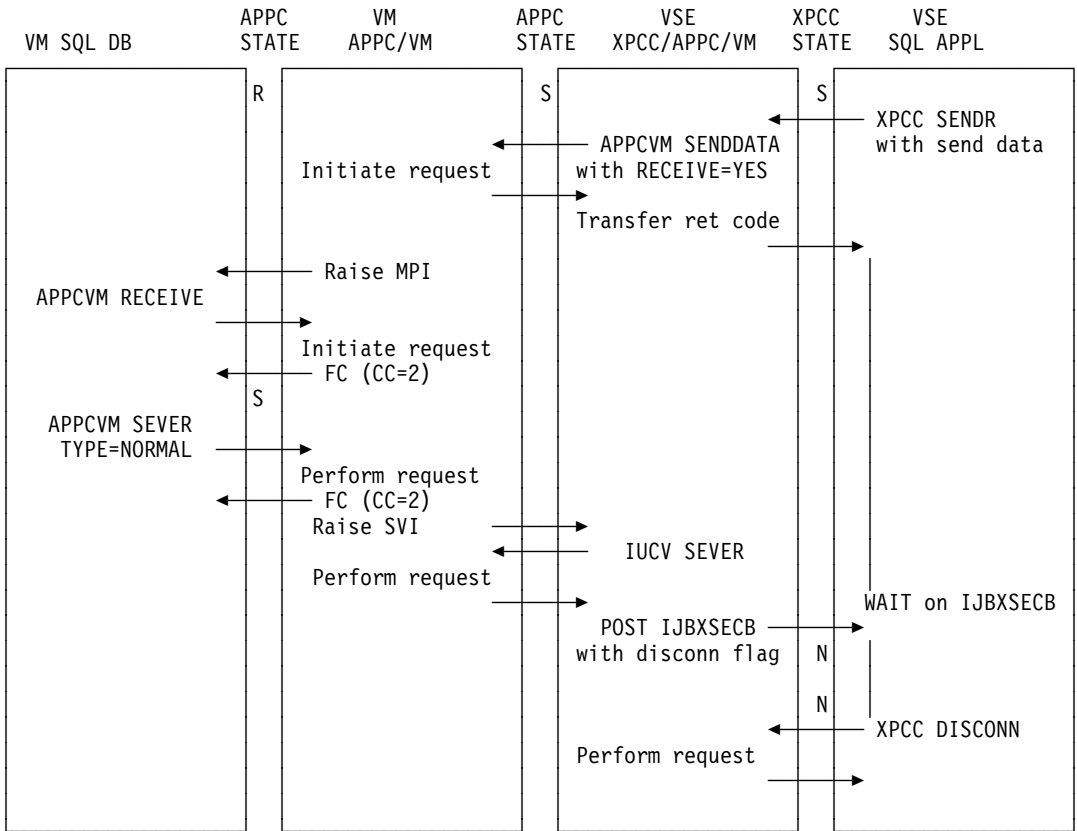 APPC VM APPC VSE XPCC VSE
VM SQL DB STATE APPC/VM STATE XPCC/APPC/VM STATE SQL APPL
R S S
XPCC SENDR
APPCVM SENDDATA with send data
Initiate request with RECEIVE=YES
Transfer ret code
Raise MPI
APPCVM RECEIVE
Initiate request
FC (CC=2)
S
APPCVM SEVER
TYPE=NORMAL
Perform request
FC (CC=2)
Raise SVI
IUCV SEVER
Perform request
WAIT on IJBXSECB
POST IJBXSECB
with disconn flag N
N
XPCC DISCONN
Perform request